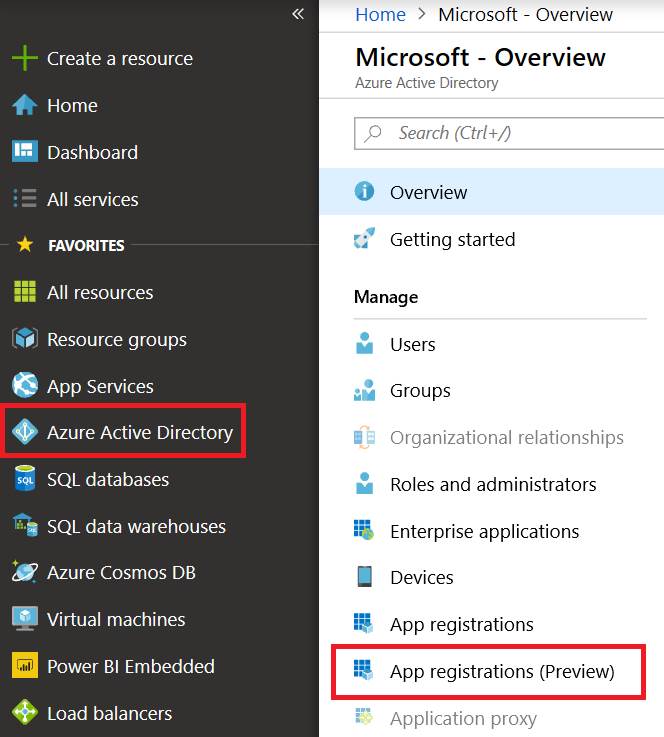 «
Create a resource
Home
Dashboard
All services
FAVORITES
All resources
Resource groups
App Services
Azure Active Directory
SQL
SQL databases
SQL data warehouses
Azure Cosmos DB
Virtual machines
Power BI Embedded
Load balancers
Home > Microsoft - Overview
Microsoft - Overview
Azure Active Directory
Search (Ctrl+/)
Overview
Getting started
Manage
Users
Groups
Organizational relationships
Roles and administrators
Enterprise applications
Devices
App registrations
App registrations (Preview)
Application proxy